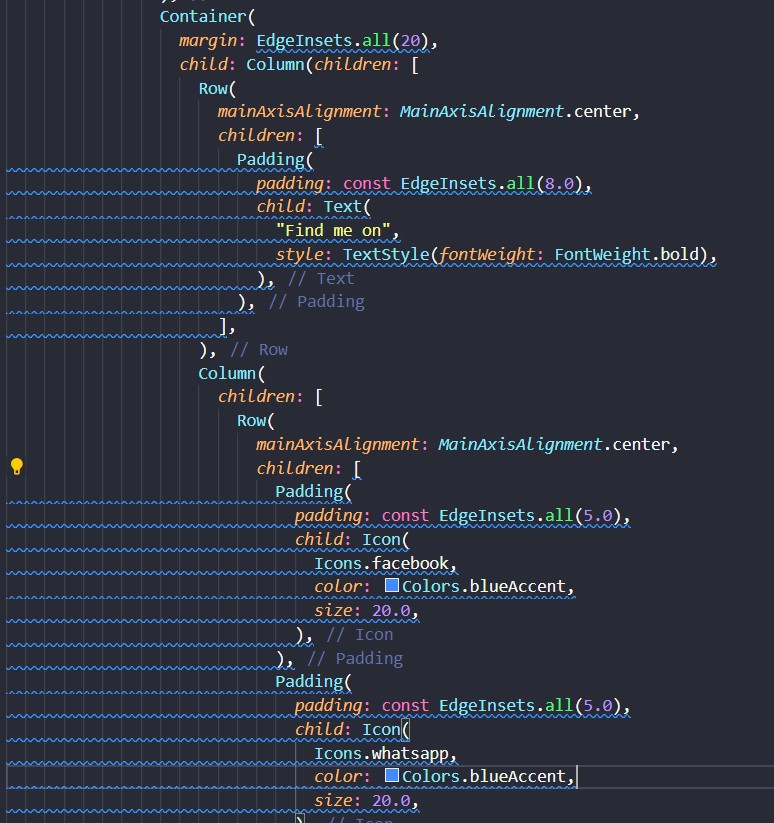 Container(
margin: EdgeInsets.all(20),
child: Column(children: [
Row(
mainAxisAlignment: MainAxisAlignment.center,
children: [
Padding(
padding: const EdgeInsets.all(8.0),
child: Text(
"Find me on",
style: TextStyle(fontWeight: FontWeight.bold),
), // Text
), // Padding
],
), // Row
Column(
children: [
Row(
mainAxisAlignment: MainAxisAlignment.center,
children: [
Padding(
padding: const EdgeInsets.all(5.0),
child: Icon(
Icons.facebook,
color: Colors.blueAccent,
size: 20.0,
), // Icon
), // Padding
Padding(
padding: const EdgeInsets.all(5.0),
child: Icon(
Icons.whatsapp,
color: Colors.blueAccent,
size: 20.0,
), // Icon